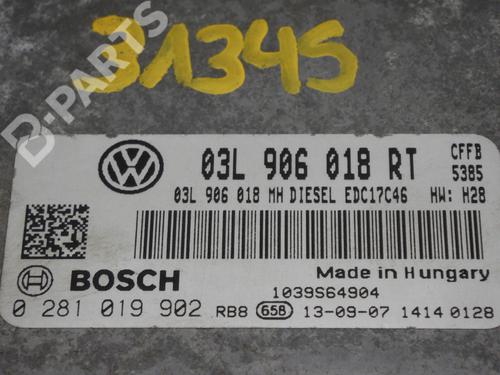 31345
B-PARTS
03L 906 018 RT CFFB
5385
03L 906 018 MH DIESEL EDC17C46 HW: H28
BOSCH
Made in Hungary
1039S64904
0 281 019 902 RB8 65B 13-09-07 1414 0128